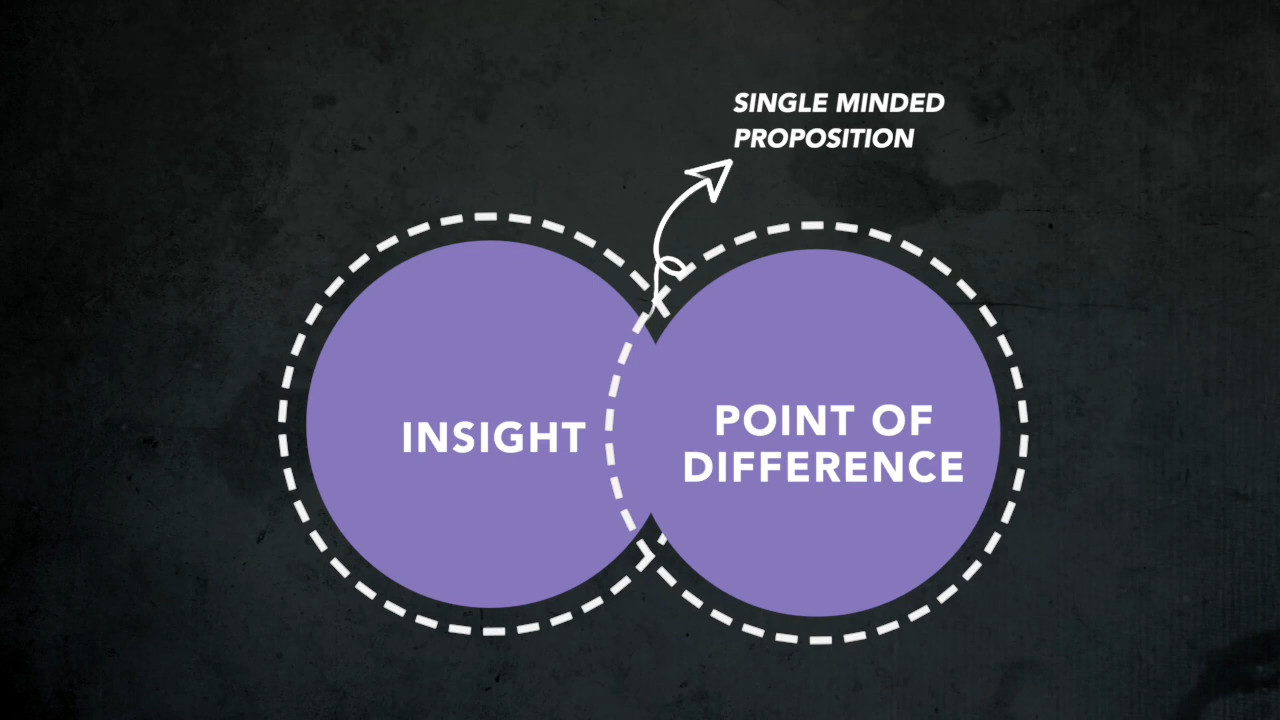 SINGLE MINDED
PROPOSITION
INSIGHT
POINT OF
DIFFERENCE